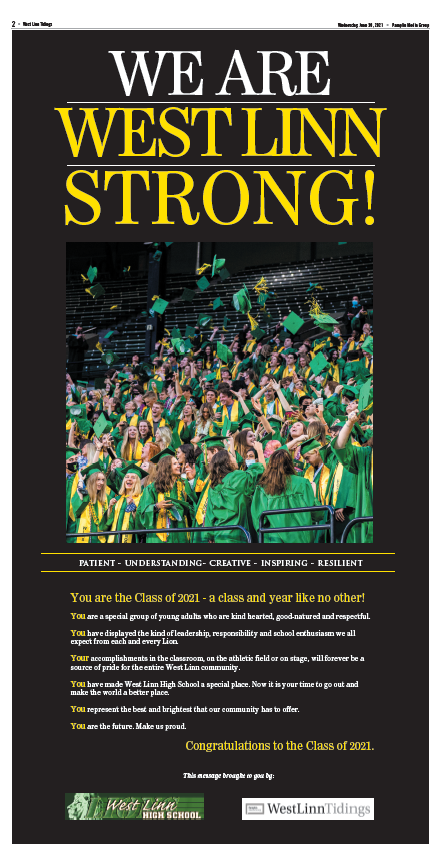 2 - West Linn Tidings
Wednesday, June 30, 2021 - Pamplin Media Group
WE ARE
WEST LINN
STRONG!
PATIENT - UNDERSTANDING- CREATIVE - INSPIRING - RESILIENT
You are the Class of 2021 - a class and year like no other!
You are a special group of young adults who are kind hearted, good-natured and respectful.
You have displayed the kind of leadership, responsibility and school enthusiasm we all
expect from each and every Lion.
Your accomplishments in the classroom, on the athletic field or on stage, will forever be a
source of pride for the entire West Linn community.
You have made West Linn High School a special place. Now it is your time to go out and
make the world a better place.
You represent the best and brightest that our community has to offer.
You are the future. Make us proud.
Congratulations to the Class of 2021.
This message brought to you by:
West Linn
HIGH SCHOOL
WestLinnTidings